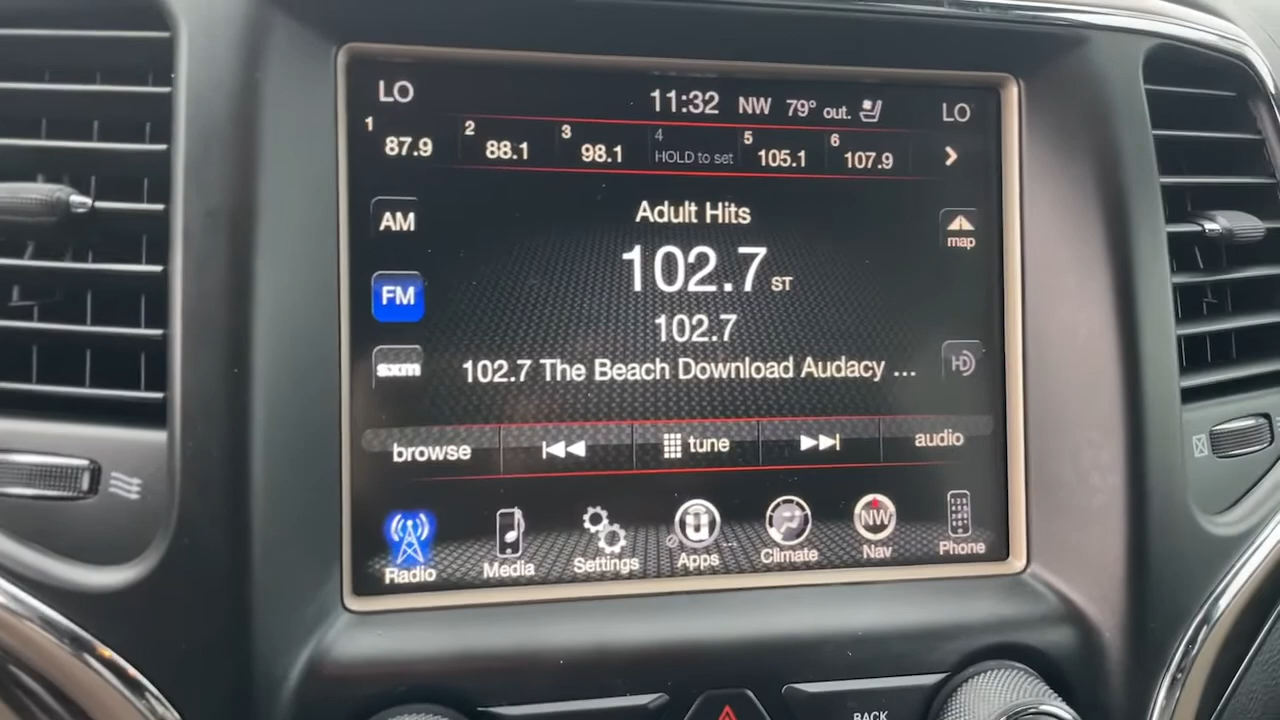 LO 11:32 NW 79° out. LO
1 87.9 2 88.1 3 98.1 4 HOLD to set 5 105.1 6 107.9
AM
Adult Hits
map
102.7 ST
FM
102.7
sxm
102.7 The Beach Download Audacy ...
HD
browse tune audio
NW
Radio Media Settings Apps Climate Nav Phone
BACK